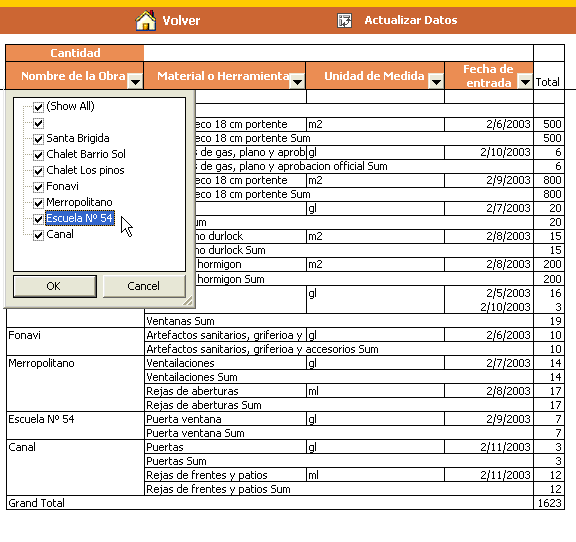 Volver Actualizar Datos
Cantidad
Nombre de la Obra Material o Herramienta Unidad de Medida Fecha de entrada Total
(Show All)
Santa Brigida
Chalet Barrio Sol
Chalet Los pinos
Fonavi
Merropolitano
Escuela Nº 54
Canal
OK Cancel
eco 18 cm portente m2 2/6/2003 500
eco 18 cm portente Sum 500
de gas, plano y aprob gl 2/10/2003 6
de gas, plano y aprobacion official Sum 6
eco 18 cm portente m2 2/9/2003 800
eco 18 cm portente Sum 800
gl 2/7/2003 20
um 20
no durlock m2 2/8/2003 15
no durlock Sum 15
hormigon m2 2/8/2003 200
hormigon Sum 200
gl 2/5/2003 16
2/10/2003 3
Ventanas Sum 19
Fonavi Artefactos sanitarios, griferioa y gl 2/6/2003 10
Artefactos sanitarios, griferioa y accesorios Sum 10
Merropolitano Ventailaciones gl 2/7/2003 14
Ventailaciones Sum 14
Rejas de aberturas ml 2/8/2003 17
Rejas de aberturas Sum 17
Escuela Nº 54 Puerta ventana gl 2/9/2003 7
Puerta ventana Sum 7
Canal Puertas gl 2/11/2003 3
Puertas Sum 3
Rejas de frentes y patios ml 2/11/2003 12
Rejas de frentes y patios Sum 12
Grand Total 1623